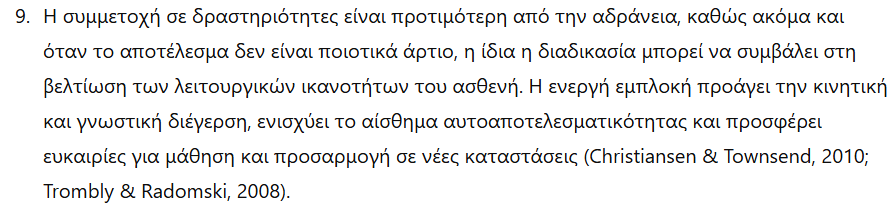 9. Η συμμετοχή σε δραστηριότητες είναι προτιμότερη από την αδράνεια, καθώς ακόμα και
όταν το αποτέλεσμα δεν είναι ποιοτικά άρτιο, η ίδια η διαδικασία μπορεί να συμβάλει στη
βελτίωση των λειτουργικών ικανοτήτων του ασθενή. Η ενεργή εμπλοκή προάγει την κινητική
και γνωστική διέγερση, ενισχύει το αίσθημα αυτοαποτελεσματικότητας και προσφέρει
ευκαιρίες για μάθηση και προσαρμογή σε νέες καταστάσεις (Christiansen & Townsend, 2010;
Trombly & Radomski, 2008).